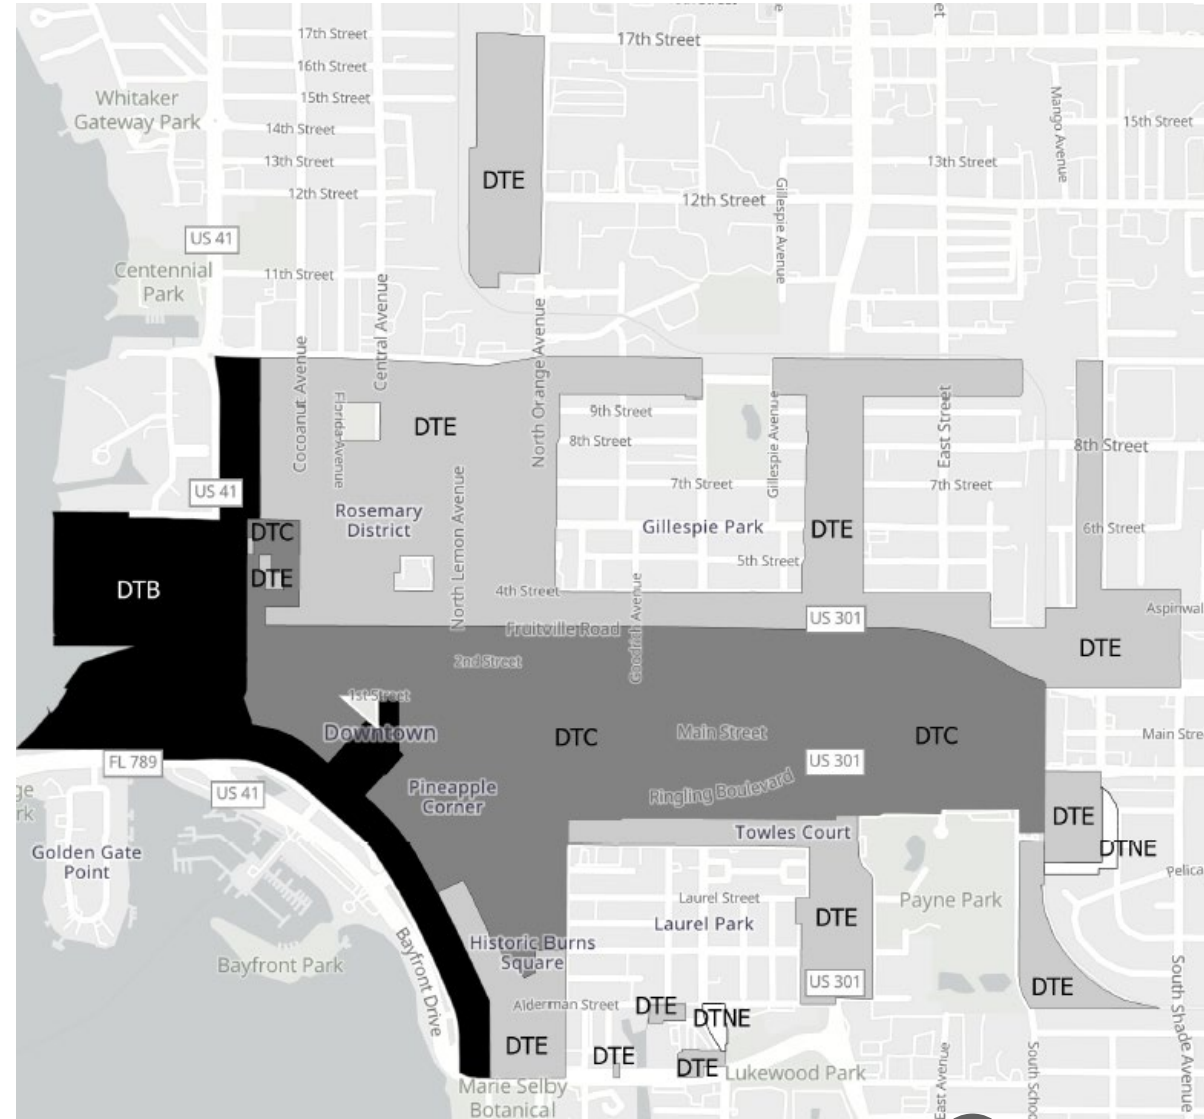 17th Street
17th Street
16th Street
Whitaker
Gateway Park
15th Street
Mango Avenue
15th Street
14th Street
13th Street
13th Street
DTE
Gillespie Avenue
12th Street
12th Street
US 41
Centennial
Park
11th Street
Central Avenue
North Orange Avenue
Cocoanut Avenue
Florida Avenue
DTE
9th Street
8th Street
Gillespie Avenue
East Street
8th Street
US 41
North Lemon Avenue
7th Street
7th Street
Rosemary
District
Gillespie Park
DTE
6th Street
DTC
5th Street
DTE
DTB
4th Street
Goodrich Avenue
US 301
Fruitville Road
DTE
2nd Street
1st Street
Downtown
DTC
Main Street
DTC
FL 789
US 301
US 41
Pineapple
Corner
Ringling Boulevard
DTE
Towles Court
DTNE
Golden Gate
Point
Laurel Street
Payne Park
Laurel Park
DTE
Historic Burns
Square
Bayfront Park
Bayfront Drive
US 301
DTE
South Shade Avenue
Alderman Street
DTE
DTNE
DTE
DTE
DTE
Lukewood Park
East Avenue
Marie Selby
Botanical